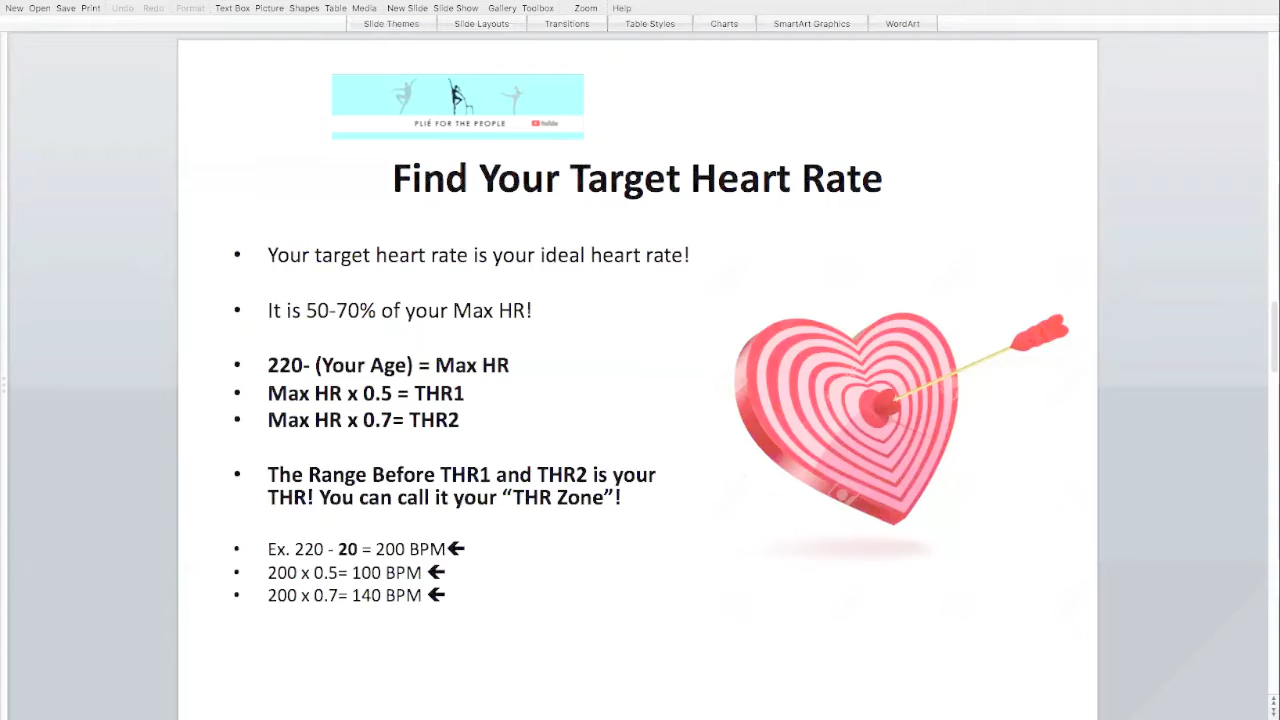 New Open Save Print Undo Redo Format Text Box Picture Shapes Table Media New Slide Slide Show Gallery Toolbox Zoom Help
Slide Themes Slide Layouts Transitions Table Styles Charts SmartArt Graphics WordArt
PLIÉ FOR THE PEOPLE YouTube
Find Your Target Heart Rate
• Your target heart rate is your ideal heart rate!
• It is 50-70% of your Max HR!
• 220- (Your Age) = Max HR
• Max HR x 0.5 = THR1
• Max HR x 0.7= THR2
• The Range Before THR1 and THR2 is your
THR! You can call it your “THR Zone”!
• Ex. 220 - 20 = 200 BPM🡰
• 200 x 0.5= 100 BPM 🡰
• 200 x 0.7= 140 BPM 🡰